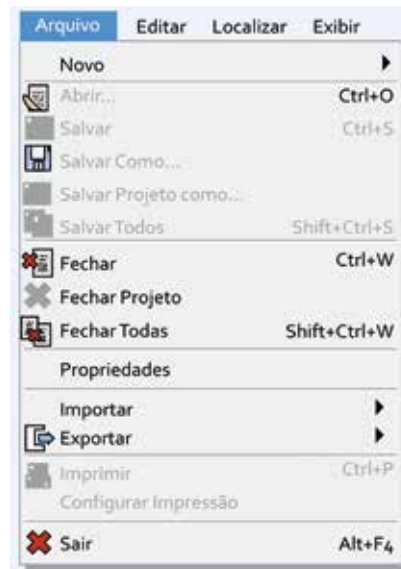 Arquivo Editar Localizar Exibir
Novo
Abrir... Ctrl+O
Salvar Ctrl+S
Salvar Como...
Salvar Projeto como...
Salvar Todos Shift+Ctrl+S
Fechar Ctrl+W
Fechar Projeto
Fechar Todas Shift+Ctrl+W
Propriedades
Importar
Exportar
Imprimir Ctrl+P
Configurar Impressão
Sair Alt+F4